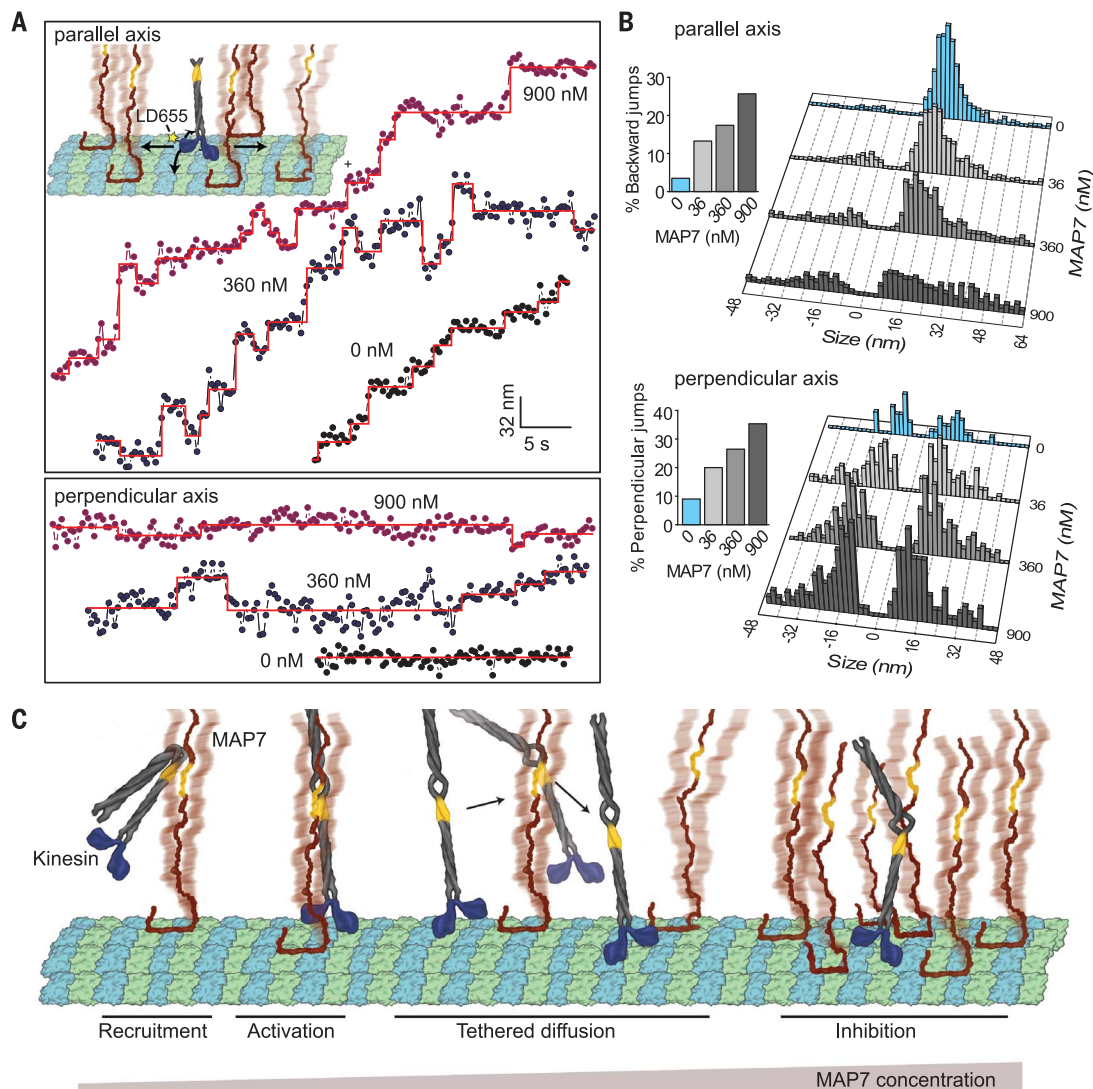 A
parallel axis
LD655
900 nM
+
360 nM
0 nM
32 nm
5 s
perpendicular axis
900 nM
360 nM
0 nM
B
parallel axis
% Backward jumps
30
20
10
0
0
36
360
900
MAP7 (nM)
0
36
360
900
MAP7 (nM)
-48
-32
-16
0
16
32
48
64
Size (nm)
perpendicular axis
% Perpendicular jumps
40
30
20
10
0
0
36
360
900
MAP7 (nM)
0
36
360
900
MAP7 (nM)
-48
-32
-16
0
16
32
48
Size (nm)
C
MAP7
Kinesin
Recruitment
Activation
Tethered diffusion
Inhibition
MAP7 concentration